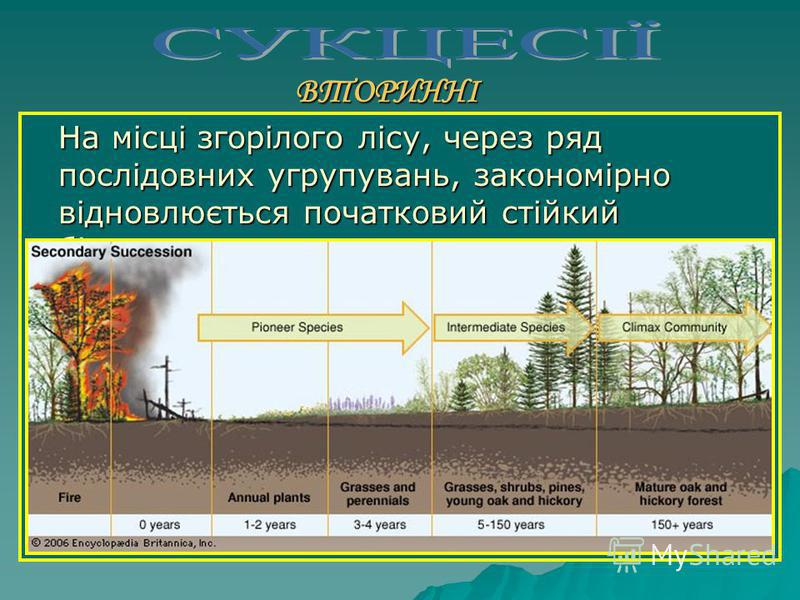 СУКЦЕСІЇ
ВТОРИННІ
На місці згорілого лісу, через ряд
послідовних угрупувань, закономірно
відновлюється початковий стійкий
Secondary Succession
Pioneer Species
Intermediate Species
Climax Community
Fire
Annual plants
Grasses and
perennials
Grasses, shrubs, pines,
young oak and hickory
Mature oak and
hickory forest
0 years
1-2 years
3-4 years
5-150 years
150+ years
© 2006 Encyclopædia Britannica, Inc.
MyShared